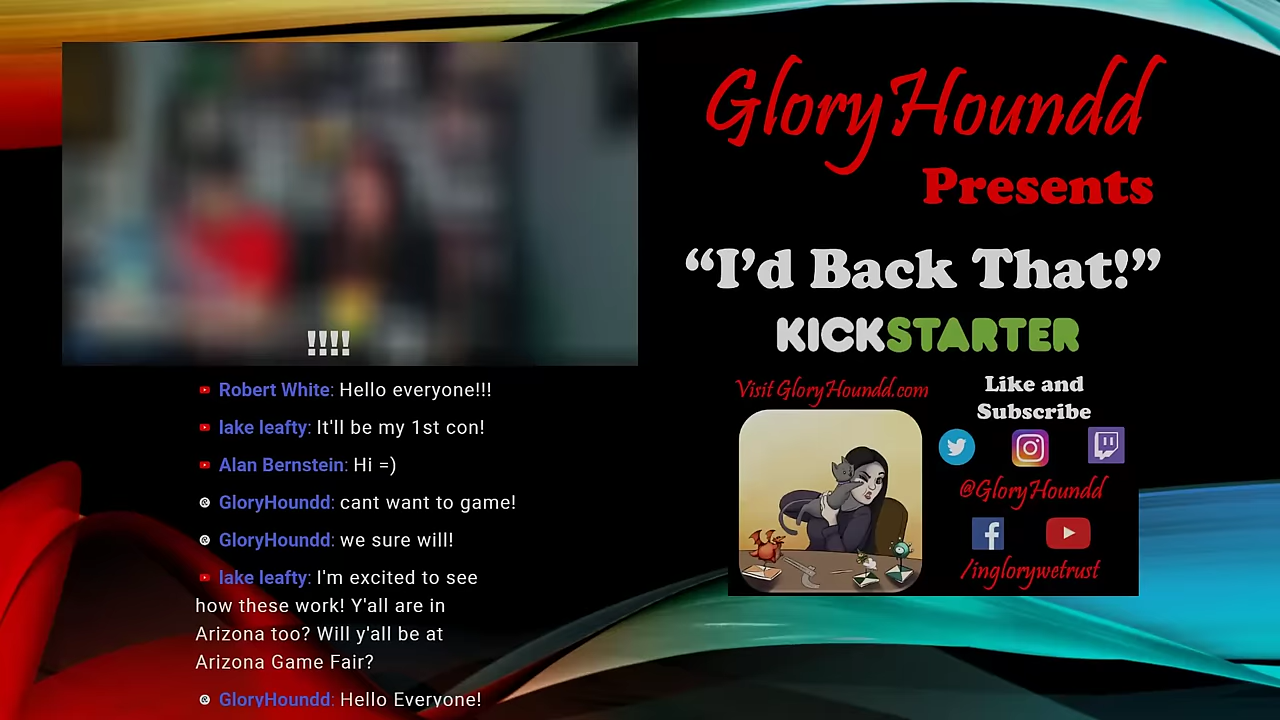 !!!!
Robert White: Hello everyone!!!
lake leafty: It'll be my 1st con!
Alan Bernstein: Hi =)
GloryHoundd: cant want to game!
GloryHoundd: we sure will!
lake leafty: I'm excited to see
how these work! Y'all are in
Arizona too? Will y'all be at
Arizona Game Fair?
GloryHoundd: Hello Everyone!
GloryHoundd
Presents
“I’d Back That!”
KICKSTARTER
Visit GloryHoundd.com
Like and
Subscribe
@GloryHoundd
/inglorywetrust